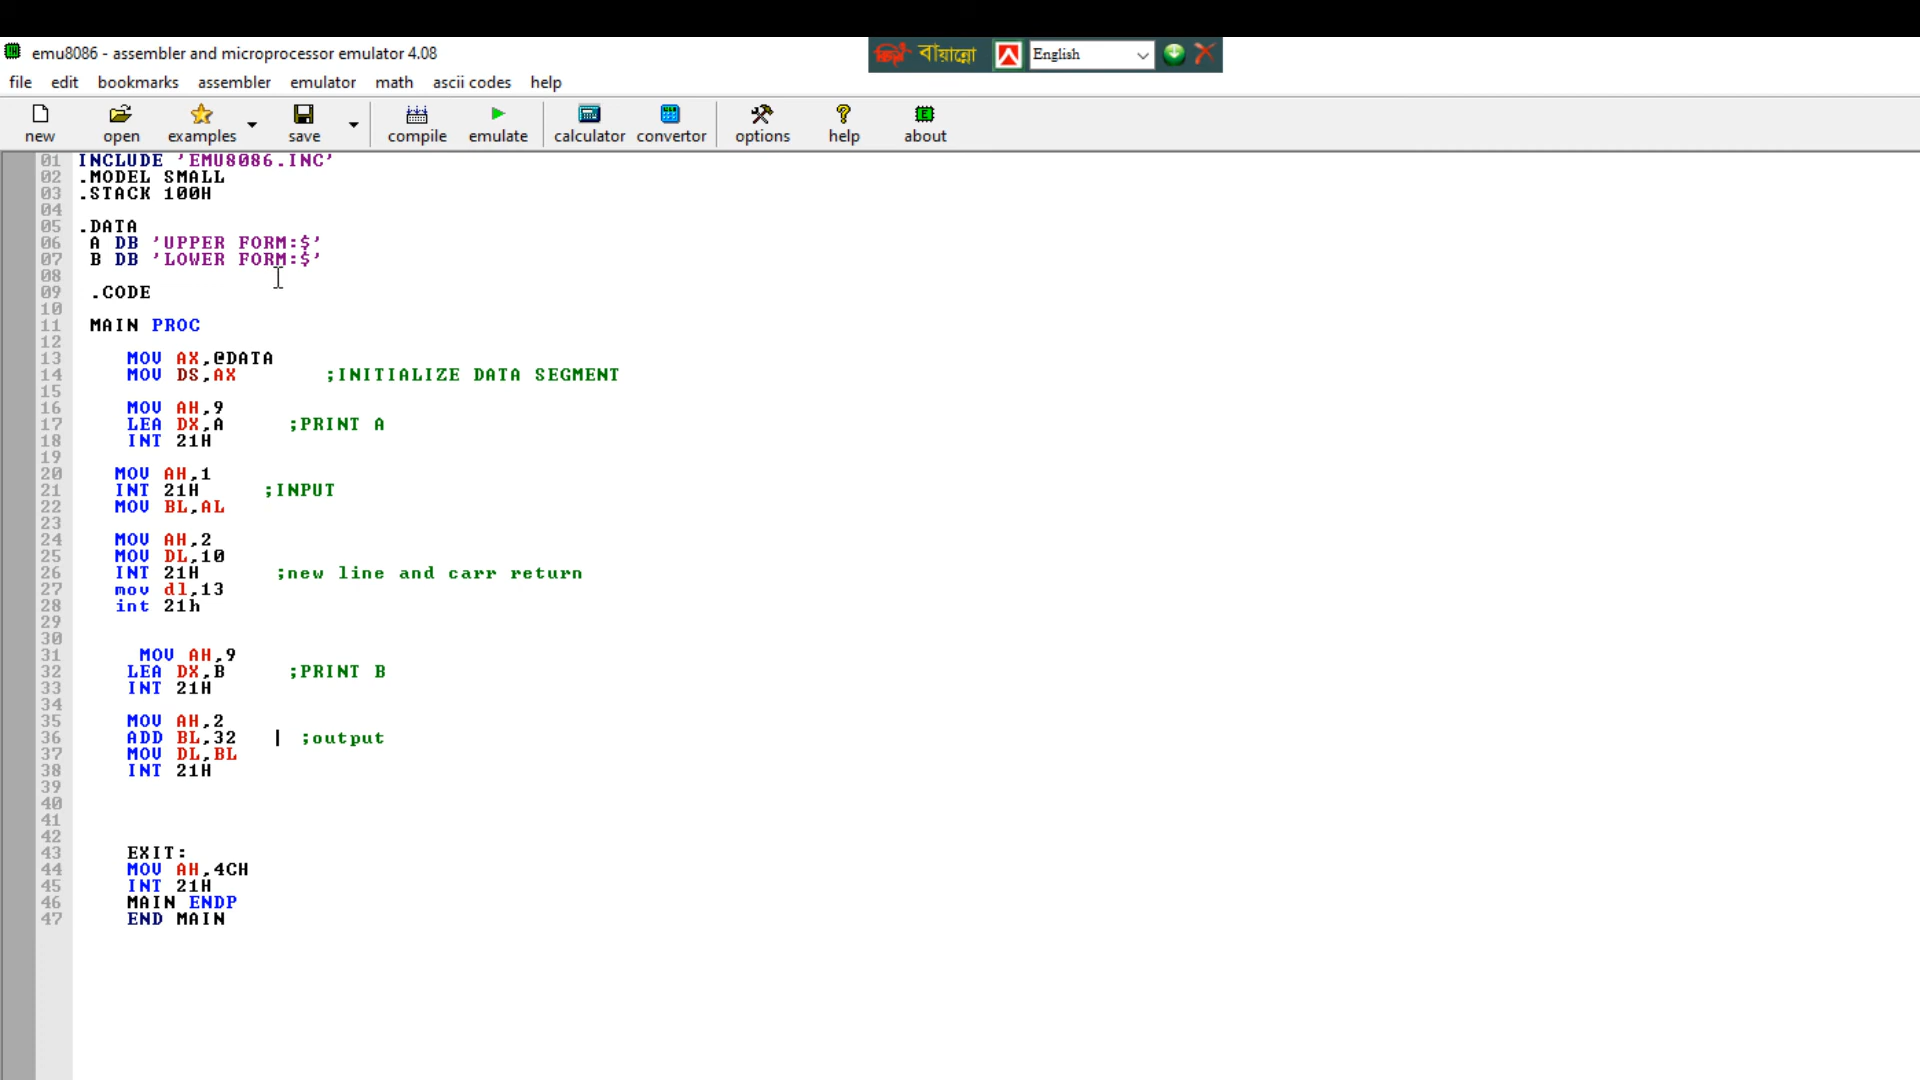 emu8086 - assembler and microprocessor emulator 4.08
বায়ান্নো English
file edit bookmarks assembler emulator math ascii codes help
new open examples save compile emulate calculator convertor options help about
01 INCLUDE 'EMU8086.INC'
02 .MODEL SMALL
03 .STACK 100H
04
05 .DATA
06 A DB 'UPPER FORM:$'
07 B DB 'LOWER FORM:$'
08
09 .CODE
10
11 MAIN PROC
12
13 MOV AX,@DATA
14 MOV DS,AX ;INITIALIZE DATA SEGMENT
15
16 MOV AH,9
17 LEA DX,A ;PRINT A
18 INT 21H
19
20 MOV AH,1
21 INT 21H ;INPUT
22 MOV BL,AL
23
24 MOV AH,2
25 MOV DL,10
26 INT 21H ;new line and carr return
27 mov dl,13
28 int 21h
29
30
31 MOV AH,9
32 LEA DX,B ;PRINT B
33 INT 21H
34
35 MOV AH,2
36 ADD BL,32 ;output
37 MOV DL,BL
38 INT 21H
39
40
41
42
43 EXIT:
44 MOV AH,4CH
45 INT 21H
46 MAIN ENDP
47 END MAIN